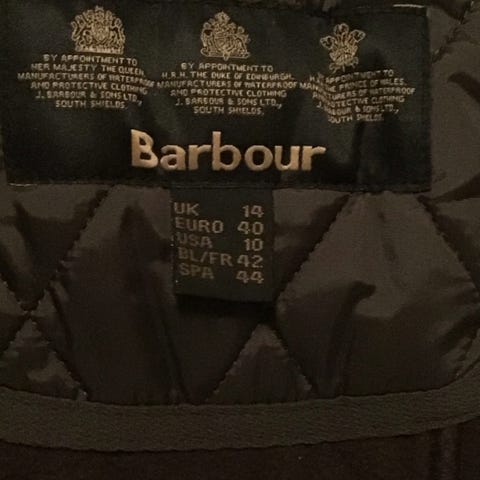 BY APPOINTMENT TO
HER MAJESTY THE QUEEN
MANUFACTURERS OF WATERPROOF
AND PROTECTIVE CLOTHING
J. BARBOUR & SONS LTD.,
SOUTH SHIELDS.
BY APPOINTMENT TO
H.R.H. THE DUKE OF EDINBURGH
MANUFACTURERS OF WATERPROOF
AND PROTECTIVE CLOTHING
J. BARBOUR & SONS LTD.,
SOUTH SHIELDS.
BY APPOINTMENT TO
THE PRINCE OF WALES
MANUFACTURERS OF WATERPROOF
AND PROTECTIVE CLOTHING
J. BARBOUR & SONS LTD.,
SOUTH SHIELDS.
Barbour
UK 14
EURO 40
USA 10
BL/FR 42
SPA 44